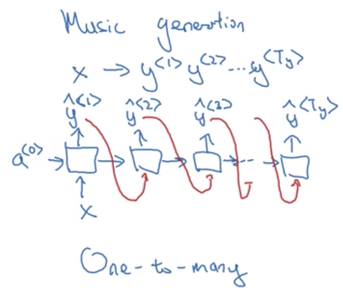 Music generation
x → y<1> y<2> ... y<Ty>
ŷ<1> ŷ<2> ŷ<3> ŷ<Ty>
a<0> → → → --- →
x
One-to-many